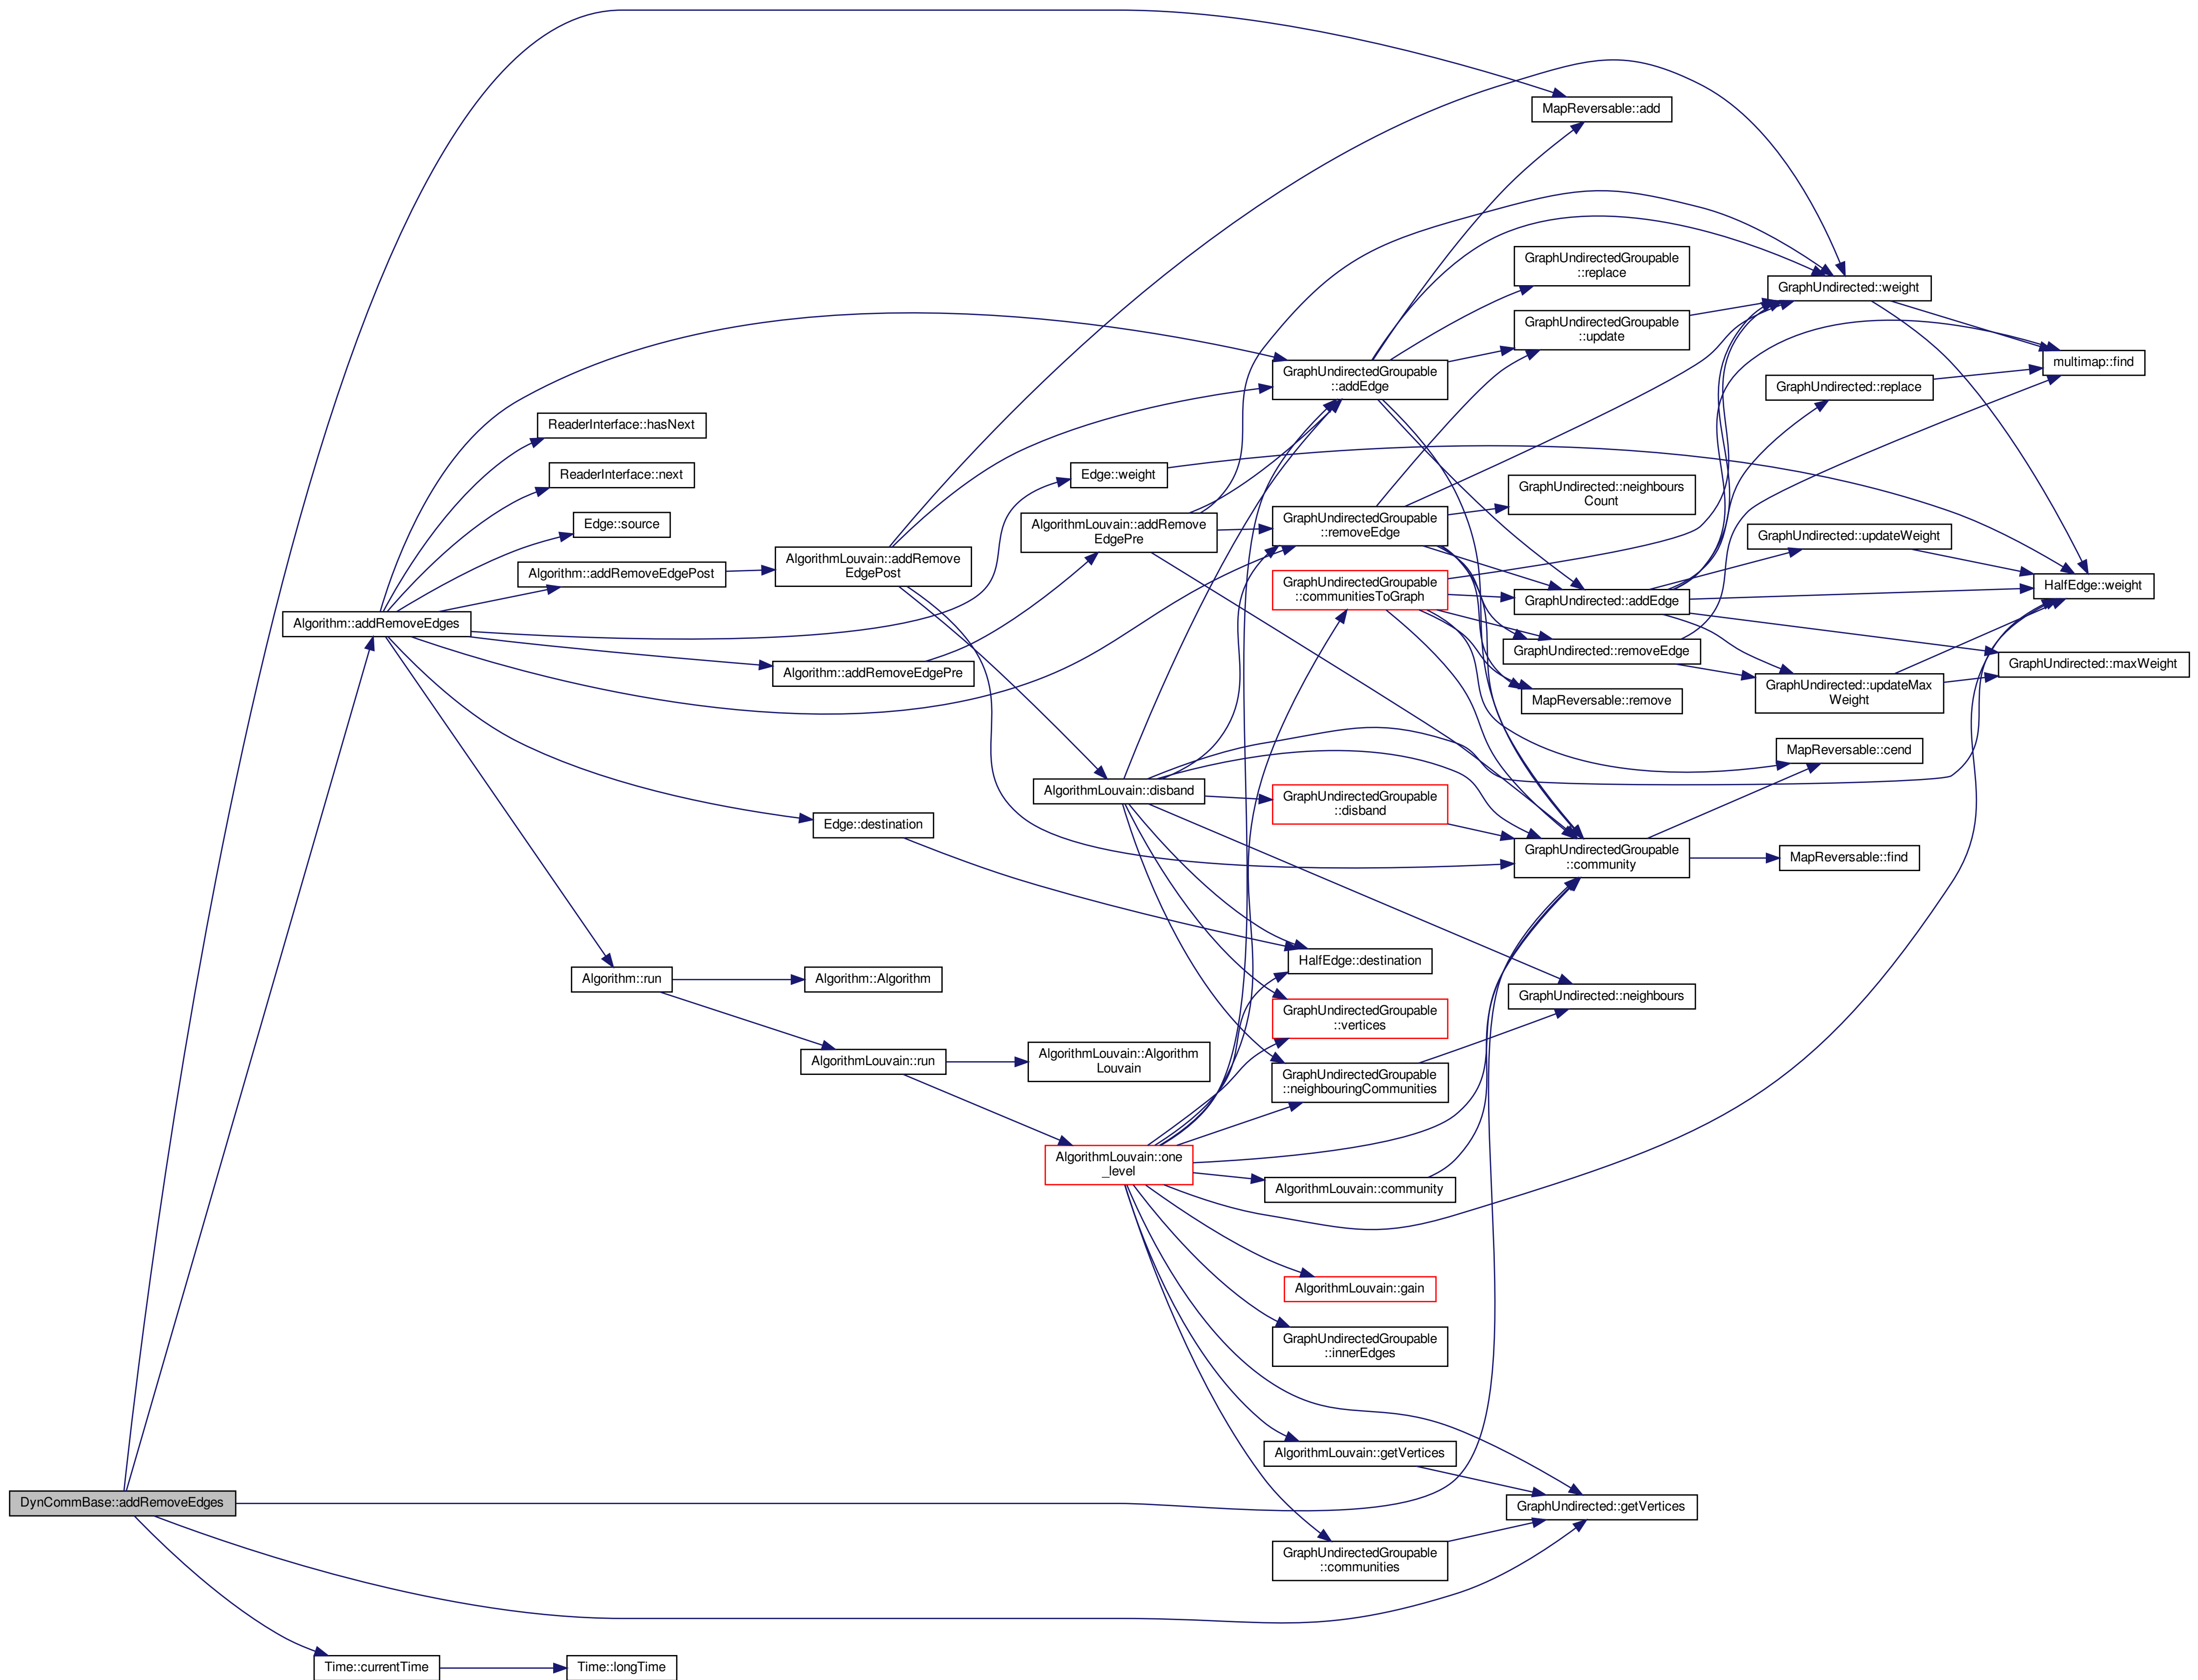 MapReversable::add
GraphUndirectedGroupable
::replace
GraphUndirected::weight
GraphUndirectedGroupable
::update
multimap::find
GraphUndirectedGroupable
::addEdge
GraphUndirected::replace
ReaderInterface::hasNext
ReaderInterface::next
Edge::weight
GraphUndirected::neighbours
Count
Edge::source
AlgorithmLouvain::addRemove
EdgePre
GraphUndirectedGroupable
::removeEdge
GraphUndirected::updateWeight
Algorithm::addRemoveEdgePost
AlgorithmLouvain::addRemove
EdgePost
GraphUndirectedGroupable
::communitiesToGraph
GraphUndirected::addEdge
HalfEdge::weight
Algorithm::addRemoveEdges
GraphUndirected::removeEdge
GraphUndirected::maxWeight
Algorithm::addRemoveEdgePre
MapReversable::remove
GraphUndirected::updateMax
Weight
MapReversable::cend
AlgorithmLouvain::disband
GraphUndirectedGroupable
::disband
Edge::destination
GraphUndirectedGroupable
::community
MapReversable::find
HalfEdge::destination
Algorithm::run
Algorithm::Algorithm
GraphUndirectedGroupable
::vertices
GraphUndirected::neighbours
AlgorithmLouvain::run
AlgorithmLouvain::Algorithm
Louvain
GraphUndirectedGroupable
::neighbouringCommunities
AlgorithmLouvain::one
_level
AlgorithmLouvain::community
AlgorithmLouvain::gain
GraphUndirectedGroupable
::innerEdges
AlgorithmLouvain::getVertices
DynCommBase::addRemoveEdges
GraphUndirected::getVertices
GraphUndirectedGroupable
::communities
Time::currentTime
Time::longTime